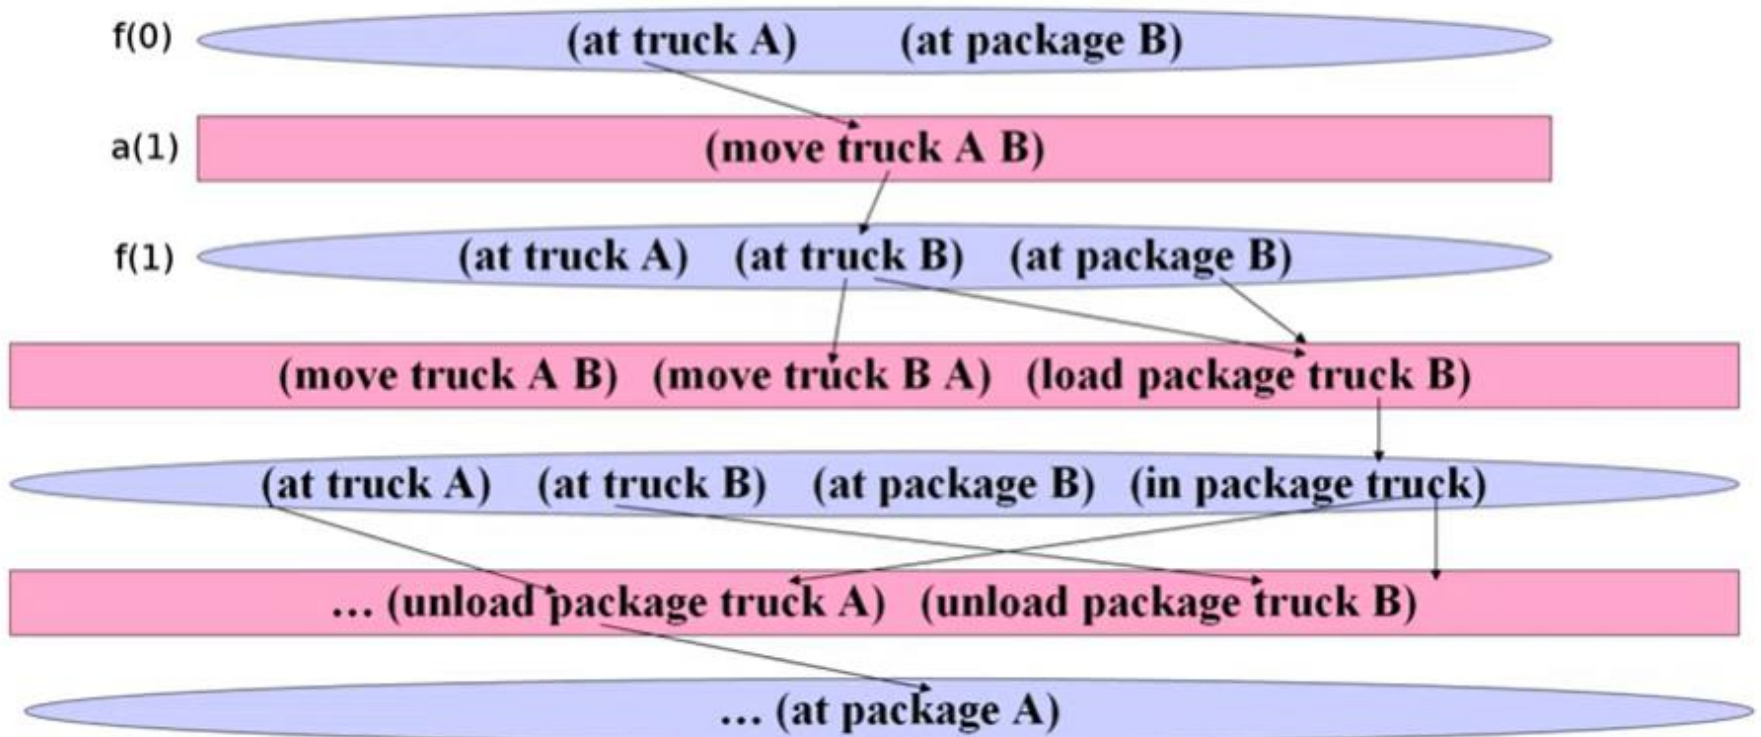 f(0) (at truck A) (at package B)
a(1) (move truck A B)
f(1) (at truck A) (at truck B) (at package B)
(move truck A B) (move truck B A) (load package truck B)
(at truck A) (at truck B) (at package B) (in package truck)
... (unload package truck A) (unload package truck B)
... (at package A)